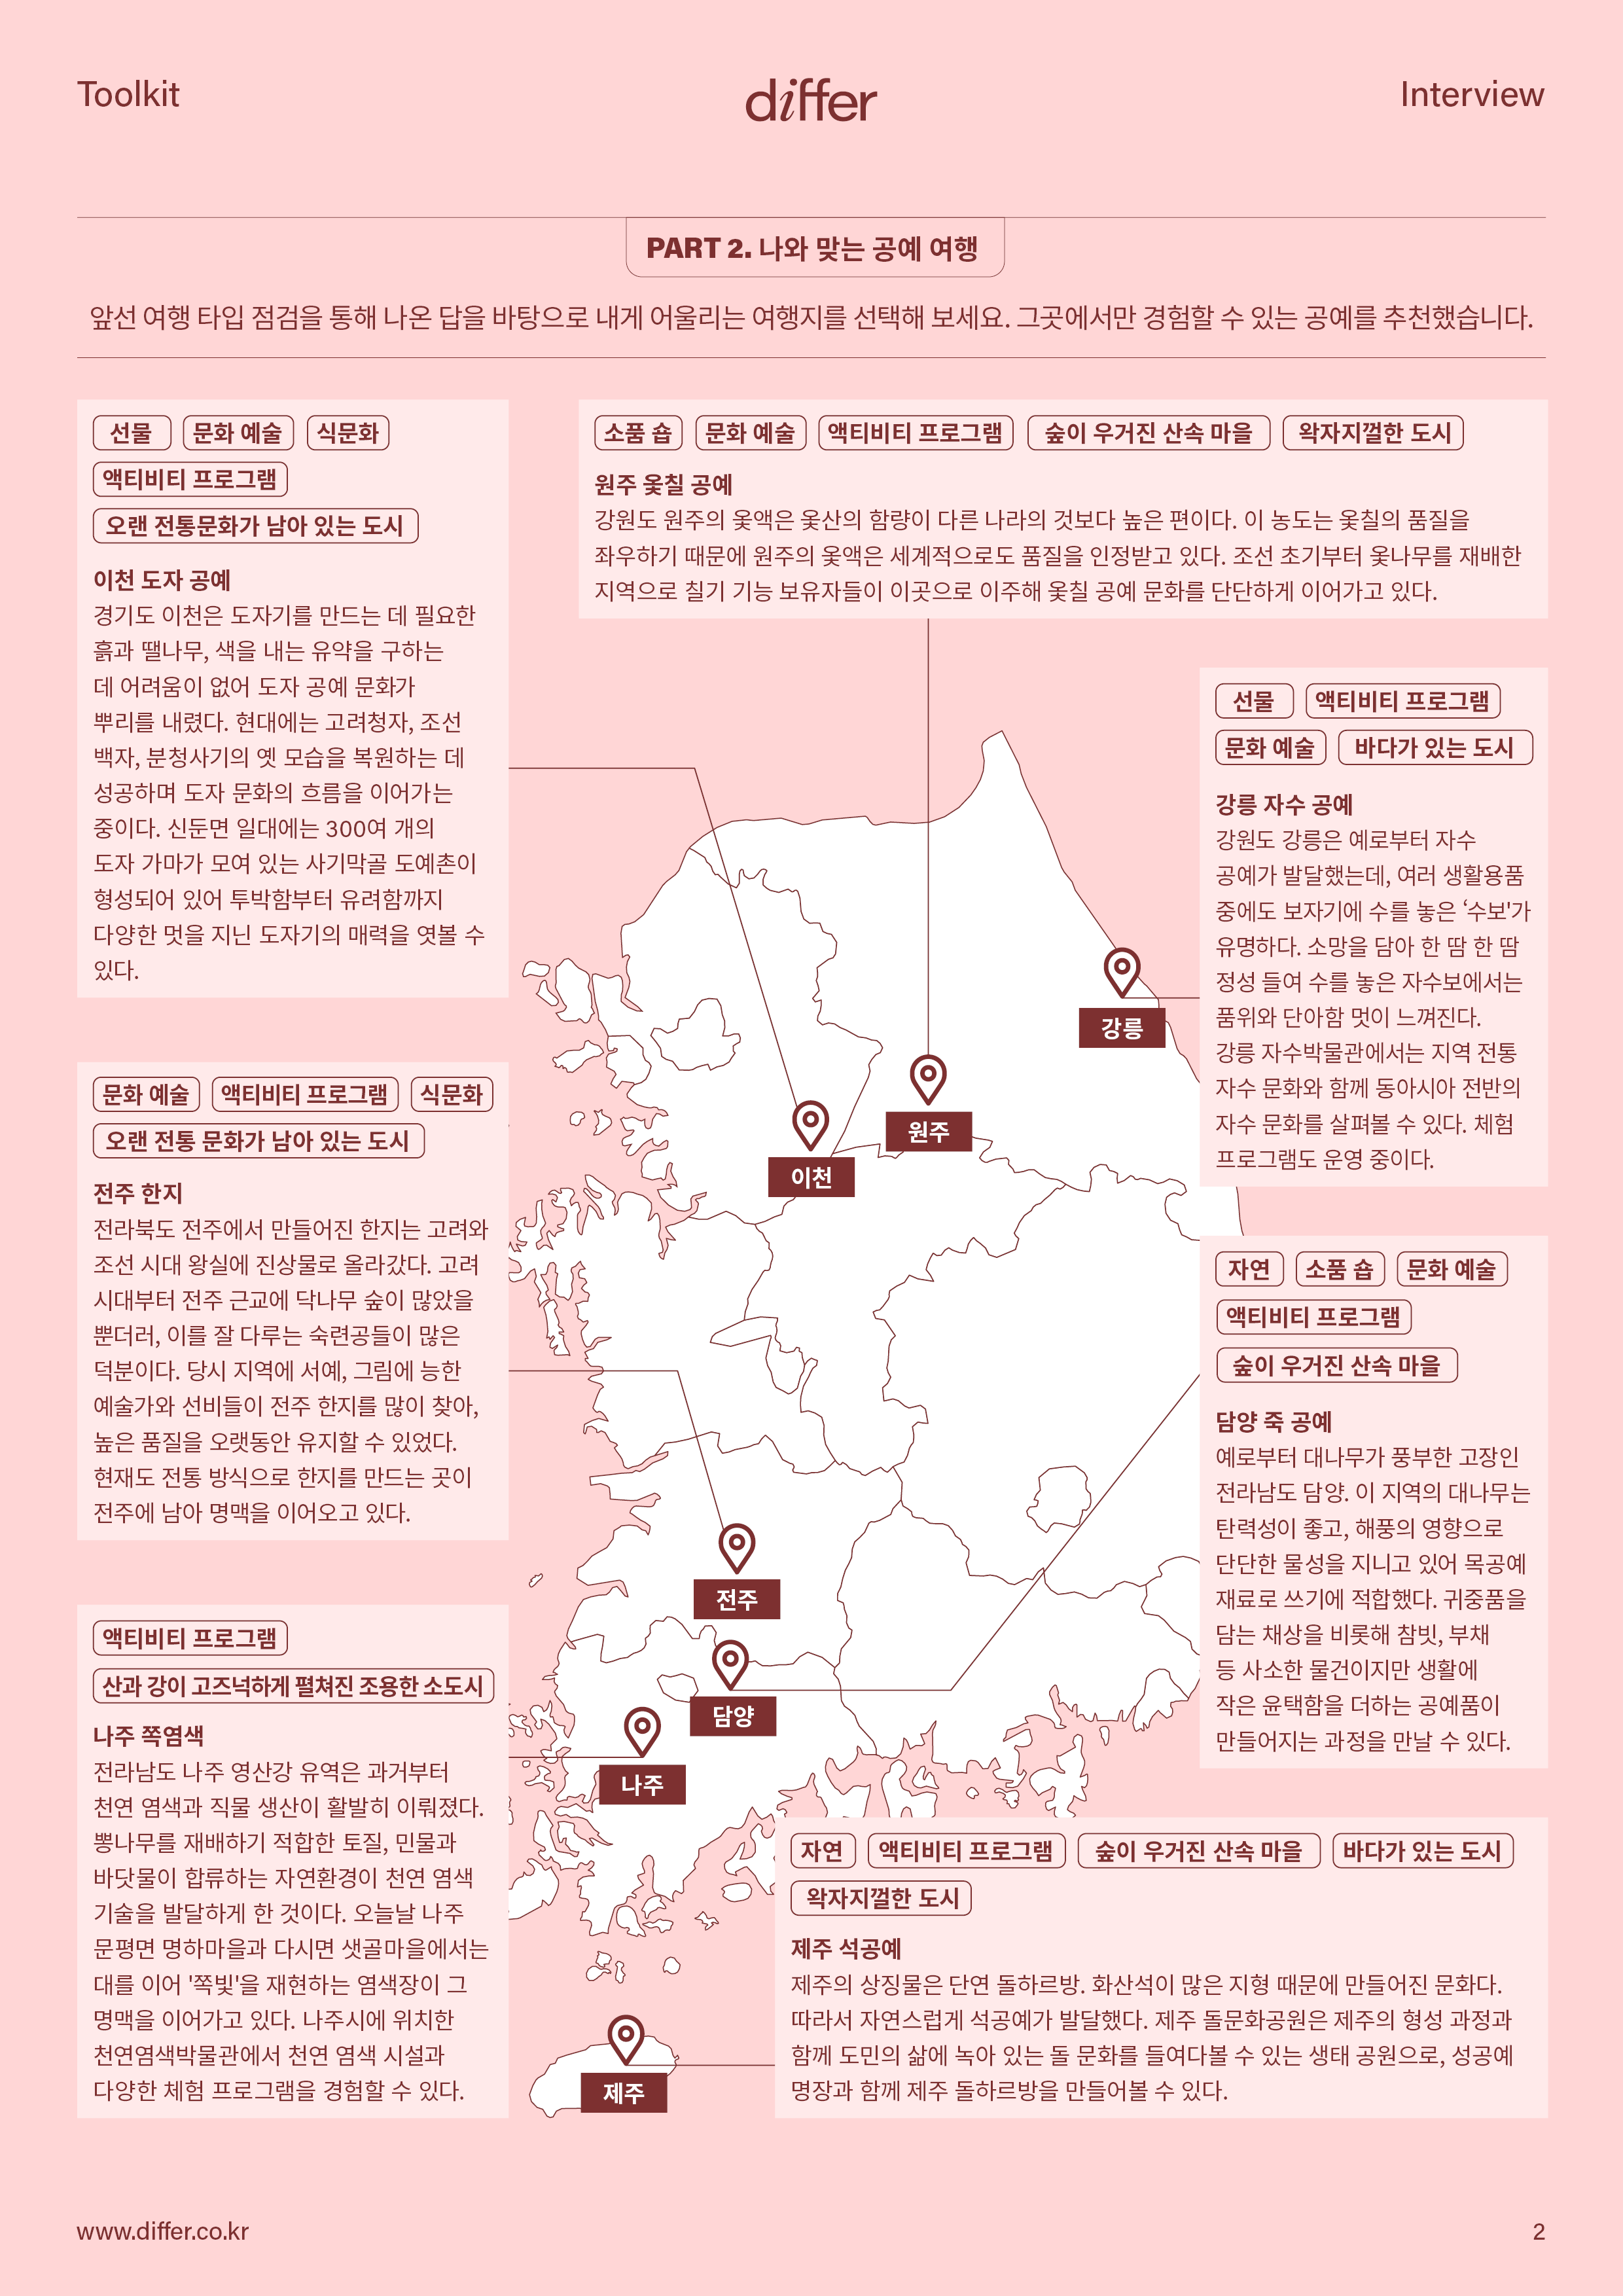 Toolkit
differ
Interview
PART 2. 나와 맞는 공예 여행
앞선 여행 타입 점검을 통해 나온 답을 바탕으로 내게 어울리는 여행지를 선택해 보세요. 그곳에서만 경험할 수 있는 공예를 추천했습니다.
선물 문화 예술 식문화
액티비티 프로그램
오랜 전통문화가 남아 있는 도시
이천 도자 공예
경기도 이천은 도자기를 만드는 데 필요한
흙과 땔나무, 색을 내는 유약을 구하는
데 어려움이 없어 도자 공예 문화가
뿌리를 내렸다. 현대에는 고려청자, 조선
백자, 분청사기의 옛 모습을 복원하는 데
성공하며 도자 문화의 흐름을 이어가는
중이다. 신둔면 일대에는 300여 개의
도자 가마가 모여 있는 사기막골 도예촌이
형성되어 있어 투박함부터 유려함까지
다양한 멋을 지닌 도자기의 매력을 엿볼 수
있다.
소품 숍 문화 예술 액티비티 프로그램 숲이 우거진 산속 마을 왁자지껄한 도시
원주 옻칠 공예
강원도 원주의 옻액은 옻산의 함량이 다른 나라의 것보다 높은 편이다. 이 농도는 옻칠의 품질을
좌우하기 때문에 원주의 옻액은 세계적으로도 품질을 인정받고 있다. 조선 초기부터 옻나무를 재배한
지역으로 칠기 기능 보유자들이 이곳으로 이주해 옻칠 공예 문화를 단단하게 이어가고 있다.
선물 액티비티 프로그램
문화 예술 바다가 있는 도시
강릉 자수 공예
강원도 강릉은 예로부터 자수
공예가 발달했는데, 여러 생활용품
중에도 보자기에 수를 놓은 ‘수보'가
유명하다. 소망을 담아 한 땀 한 땀
정성 들여 수를 놓은 자수보에서는
품위와 단아함 멋이 느껴진다.
강릉 자수박물관에서는 지역 전통
자수 문화와 함께 동아시아 전반의
자수 문화를 살펴볼 수 있다. 체험
프로그램도 운영 중이다.
강릉
원주
이천
문화 예술 액티비티 프로그램 식문화
오랜 전통 문화가 남아 있는 도시
전주 한지
전라북도 전주에서 만들어진 한지는 고려와
조선 시대 왕실에 진상물로 올라갔다. 고려
시대부터 전주 근교에 닥나무 숲이 많았을
뿐더러, 이를 잘 다루는 숙련공들이 많은
덕분이다. 당시 지역에 서예, 그림에 능한
예술가와 선비들이 전주 한지를 많이 찾아,
높은 품질을 오랫동안 유지할 수 있었다.
현재도 전통 방식으로 한지를 만드는 곳이
전주에 남아 명맥을 이어오고 있다.
자연 소품 숍 문화 예술
액티비티 프로그램
숲이 우거진 산속 마을
담양 죽 공예
예로부터 대나무가 풍부한 고장인
전라남도 담양. 이 지역의 대나무는
탄력성이 좋고, 해풍의 영향으로
단단한 물성을 지니고 있어 목공예
재료로 쓰기에 적합했다. 귀중품을
담는 채상을 비롯해 참빗, 부채
등 사소한 물건이지만 생활에
작은 윤택함을 더하는 공예품이
만들어지는 과정을 만날 수 있다.
전주
담양
나주
액티비티 프로그램
산과 강이 고즈넉하게 펼쳐진 조용한 소도시
나주 쪽염색
전라남도 나주 영산강 유역은 과거부터
천연 염색과 직물 생산이 활발히 이뤄졌다.
뽕나무를 재배하기 적합한 토질, 민물과
바닷물이 합류하는 자연환경이 천연 염색
기술을 발달하게 한 것이다. 오늘날 나주
문평면 명하마을과 다시면 샛골마을에서는
대를 이어 '쪽빛'을 재현하는 염색장이 그
명맥을 이어가고 있다. 나주시에 위치한
천연염색박물관에서 천연 염색 시설과
다양한 체험 프로그램을 경험할 수 있다.
자연 액티비티 프로그램 숲이 우거진 산속 마을 바다가 있는 도시
왁자지껄한 도시
제주 석공예
제주의 상징물은 단연 돌하르방. 화산석이 많은 지형 때문에 만들어진 문화다.
따라서 자연스럽게 석공예가 발달했다. 제주 돌문화공원은 제주의 형성 과정과
함께 도민의 삶에 녹아 있는 돌 문화를 들여다볼 수 있는 생태 공원으로, 성공예
명장과 함께 제주 돌하르방을 만들어볼 수 있다.
제주
www.differ.co.kr
2